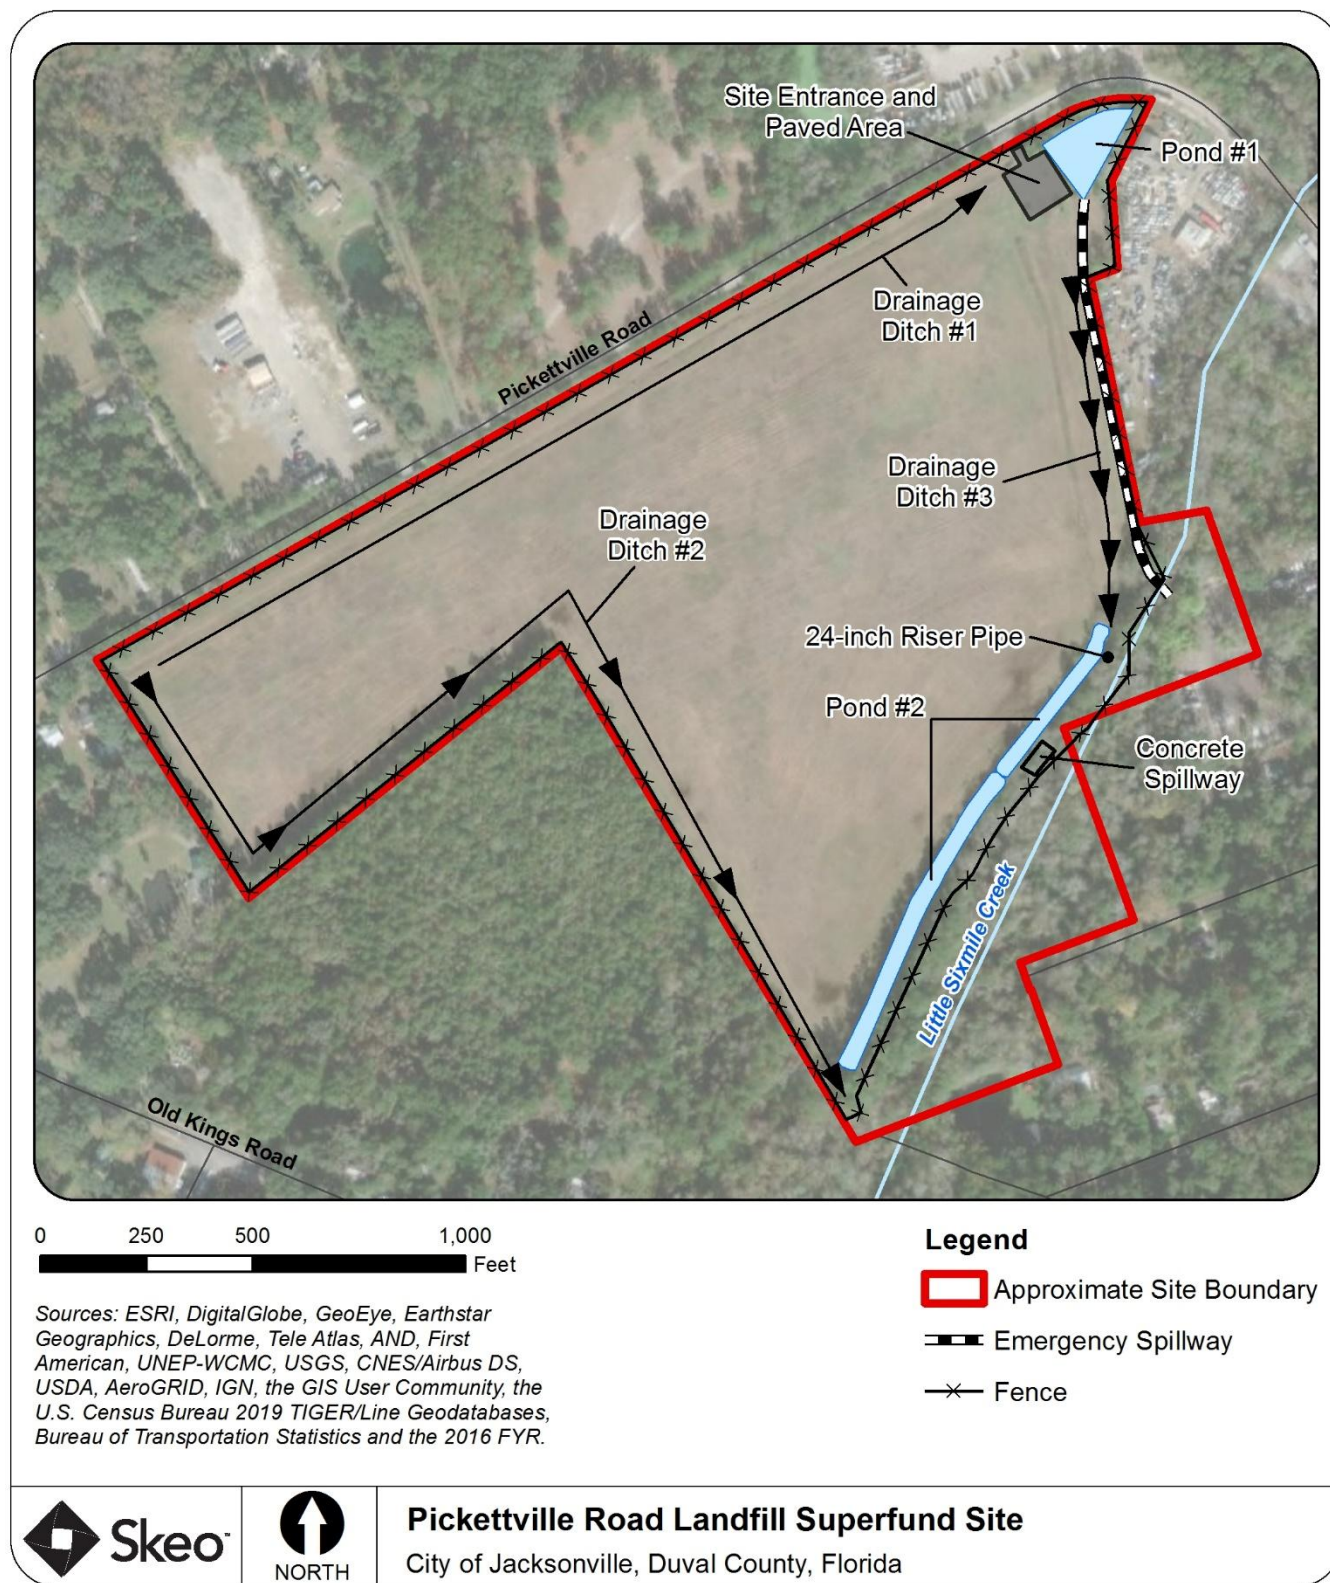 Site Entrance and
Paved Area
Pond #1
Drainage
Ditch #1
Pickettville Road
Drainage
Ditch #3
Drainage
Ditch #2
24-inch Riser Pipe
Pond #2
Concrete
Spillway
Little Sixmile Creek
Old Kings Road
0 250 500 1,000
Feet
Sources: ESRI, DigitalGlobe, GeoEye, Earthstar
Geographics, DeLorme, Tele Atlas, AND, First
American, UNEP-WCMC, USGS, CNES/Airbus DS,
USDA, AeroGRID, IGN, the GIS User Community, the
U.S. Census Bureau 2019 TIGER/Line Geodatabases,
Bureau of Transportation Statistics and the 2016 FYR.
Legend
Approximate Site Boundary
Emergency Spillway
Fence
Skeo™
NORTH
Pickettville Road Landfill Superfund Site
City of Jacksonville, Duval County, Florida